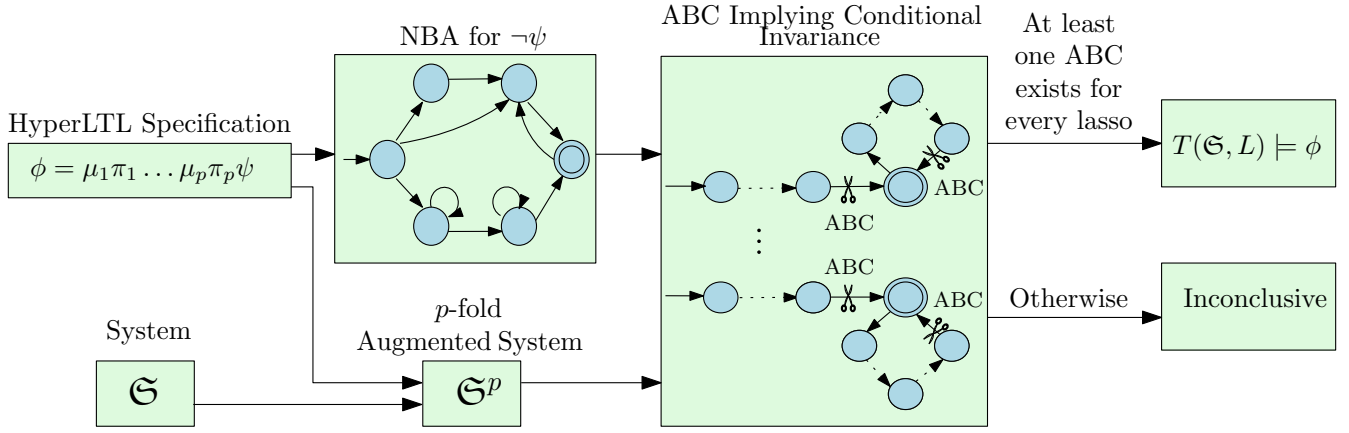 HyperLTL Specification
ϕ = μ₁π₁ … μₚπₚψ
System
𝔖
NBA for ¬ψ
p-fold
Augmented System
𝔖ᵖ
ABC Implying Conditional
Invariance
ABC
ABC
⋮
ABC
ABC
At least
one ABC
exists for
every lasso
T(𝔖, L) ⊨ ϕ
Otherwise
Inconclusive